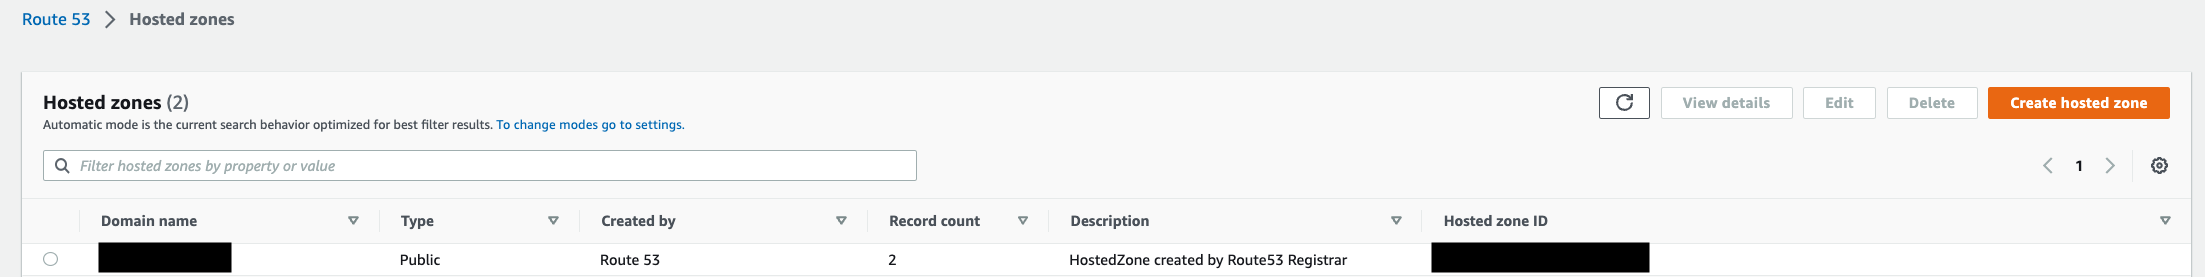 Route 53 > Hosted zones
Hosted zones (2)
Automatic mode is the current search behavior optimized for best filter results. To change modes go to settings.
View details Edit Delete Create hosted zone
Filter hosted zones by property or value
1
Domain name Type Created by Record count Description Hosted zone ID
Public Route 53 2 HostedZone created by Route53 Registrar